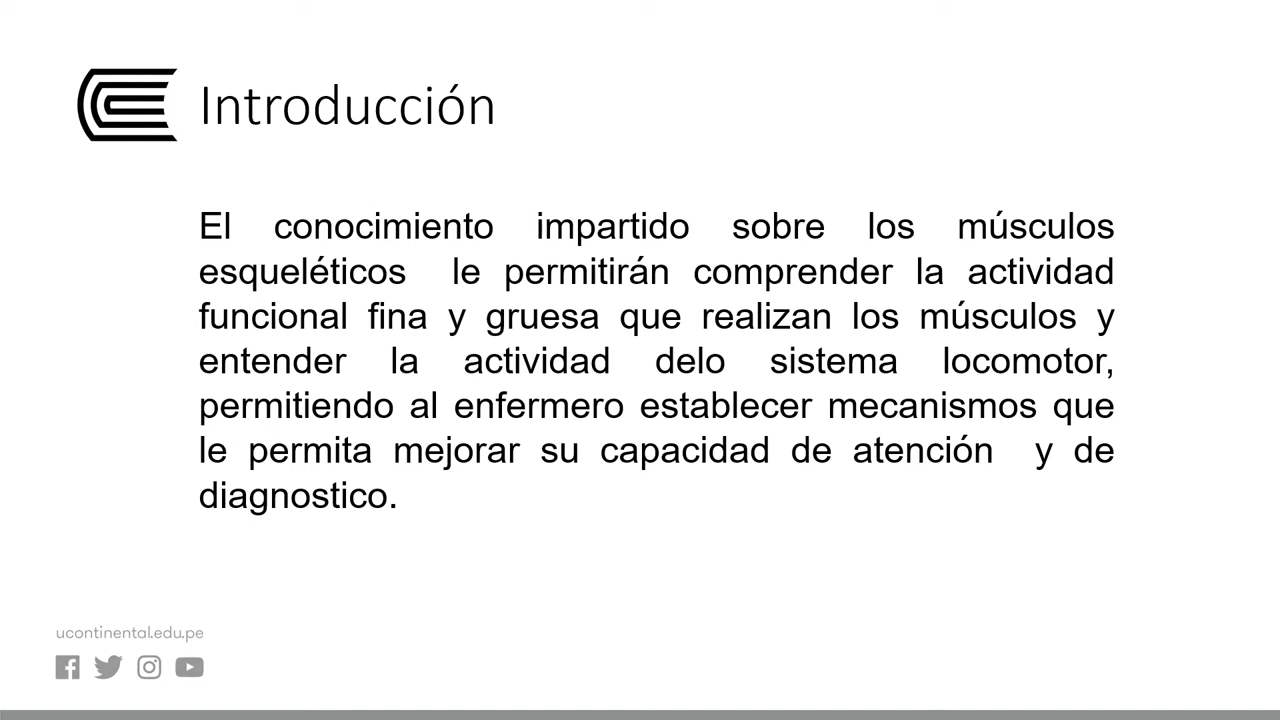 Introducción
El conocimiento impartido sobre los músculos
esqueléticos le permitirán comprender la actividad
funcional fina y gruesa que realizan los músculos y
entender la actividad delo sistema locomotor,
permitiendo al enfermero establecer mecanismos que
le permita mejorar su capacidad de atención y de
diagnostico.
ucontinental.edu.pe